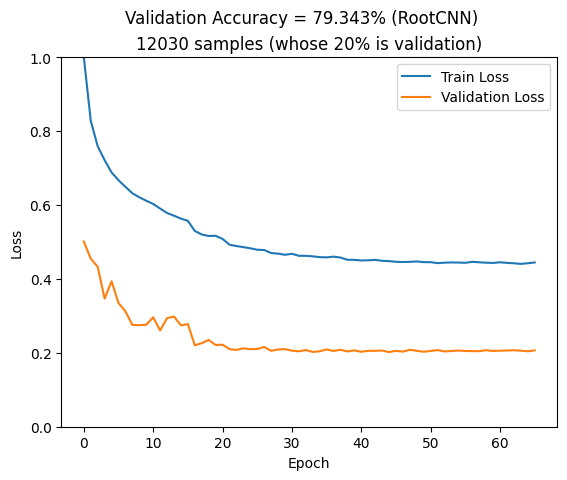 Validation Accuracy = 79.343% (RootCNN)
12030 samples (whose 20% is validation)
Train Loss
Validation Loss
1.0
0.8
0.6
0.4
0.2
0.0
Loss
0
10
20
30
40
50
60
Epoch